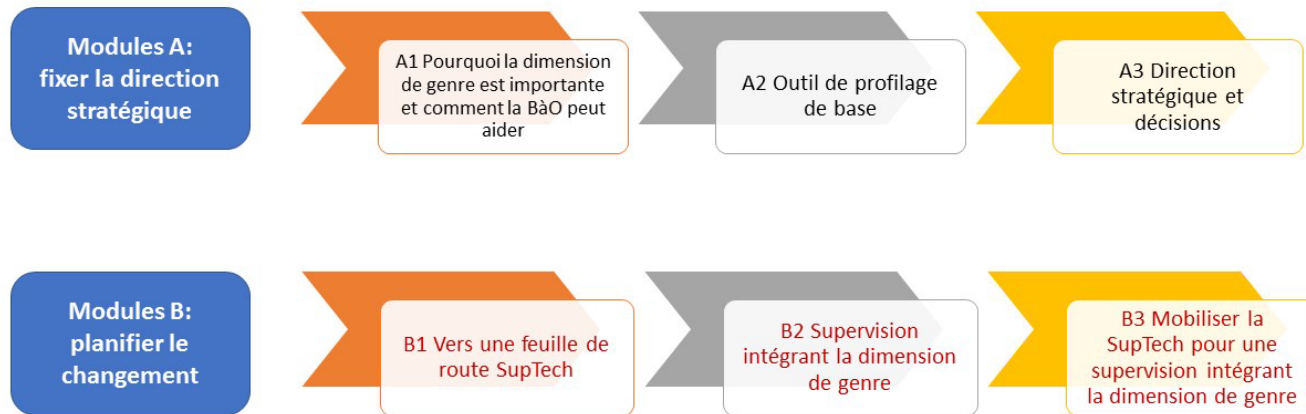 Modules A:
fixer la direction
stratégique
A1 Pourquoi la dimension
de genre est importante
et comment la BàO peut
aider
A2 Outil de profilage
de base
A3 Direction
stratégique et
décisions
Modules B:
planifier le
changement
B1 Vers une feuille de
route SupTech
B2 Supervision
intégrant la dimension
de genre
B3 Mobiliser la
SupTech pour une
supervision intégrant
la dimension de genre